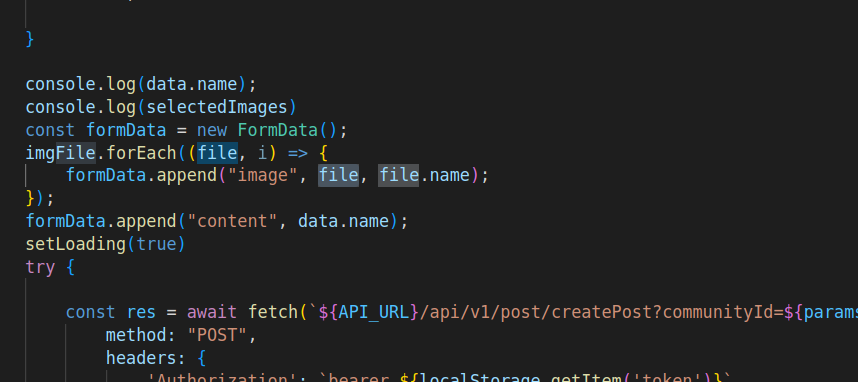 }
console.log(data.name);
console.log(selectedImages)
const formData = new FormData();
imgFile.forEach((file, i) => {
formData.append("image", file, file.name);
});
formData.append("content", data.name);
setLoading(true)
try {
const res = await fetch(`${API_URL}/api/v1/post/createPost?communityId=${params
method: "POST",
headers: {
'Authorization': `bearer ${localStorage.getItem('token')}`